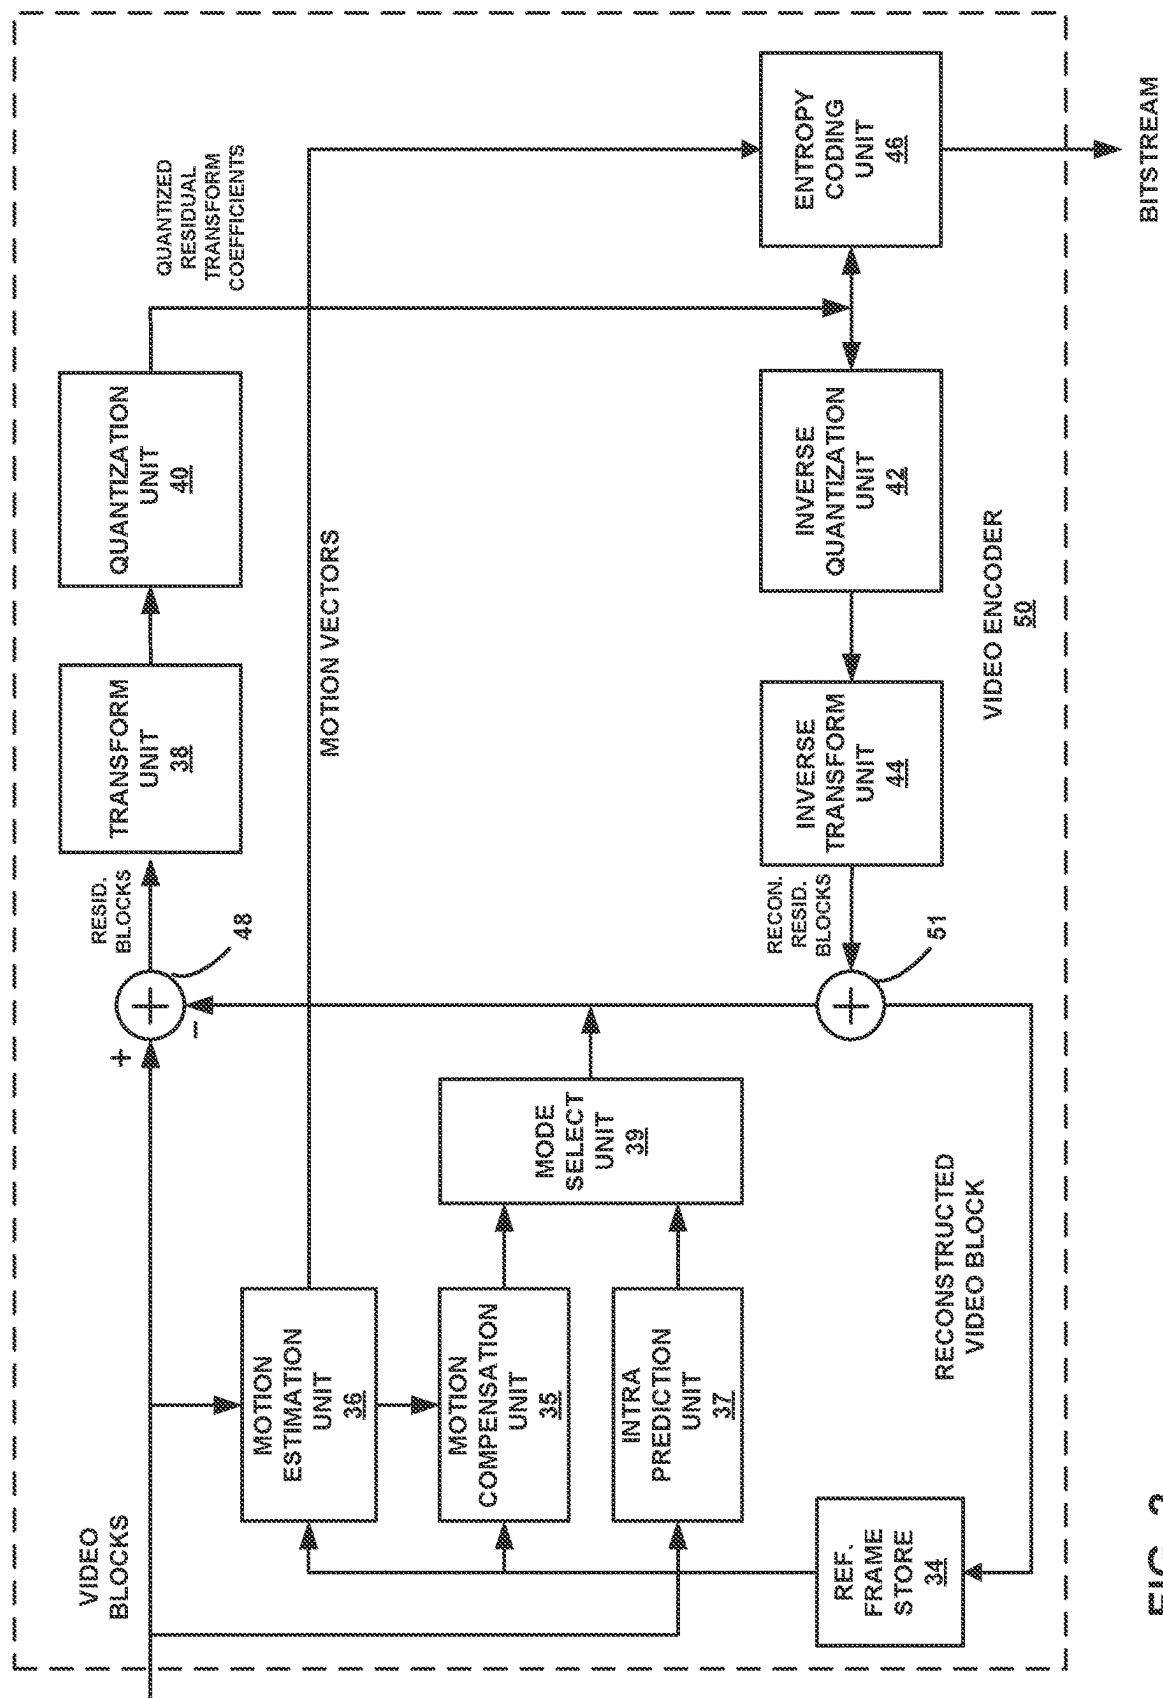 VIDEO
BLOCKS
MOTION
ESTIMATION
UNIT
36
MOTION
COMPENSATION
UNIT
35
INTRA
PREDICTION
UNIT
37
REF.
FRAME
STORE
34
MODE
SELECT
UNIT
39
RECONSTRUCTED
VIDEO BLOCK
+
−
48
51
RESID.
BLOCKS
TRANSFORM
UNIT
38
QUANTIZATION
UNIT
40
QUANTIZED
RESIDUAL
TRANSFORM
COEFFICIENTS
MOTION VECTORS
RECON.
RESID.
BLOCKS
INVERSE
TRANSFORM
UNIT
44
INVERSE
QUANTIZATION
UNIT
42
ENTROPY
CODING
UNIT
46
VIDEO ENCODER
50
BITSTREAM